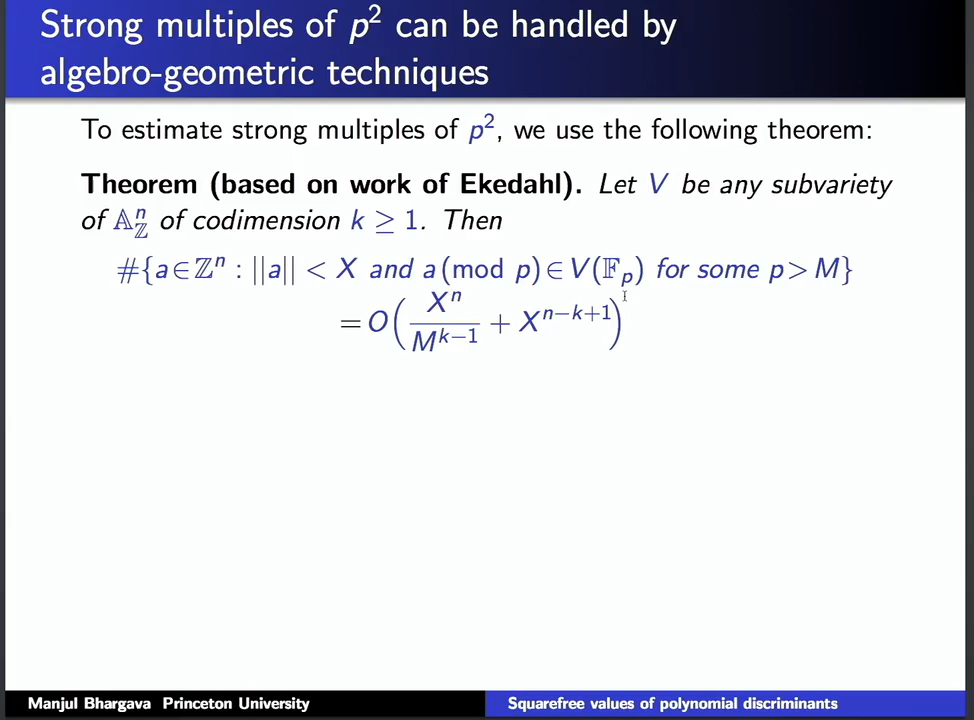 Strong multiples of p² can be handled by
algebro-geometric techniques
To estimate strong multiples of p², we use the following theorem:
Theorem (based on work of Ekedahl). Let V be any subvariety
of 𝔸ⁿ_ℤ of codimension k ≥ 1. Then
#{a∈ℤⁿ : ||a|| < X and a (mod p)∈V(𝔽_p) for some p>M}
= O( Xⁿ / M^{k−1} + X^{n−k+1} )
Manjul Bhargava Princeton University
Squarefree values of polynomial discriminants